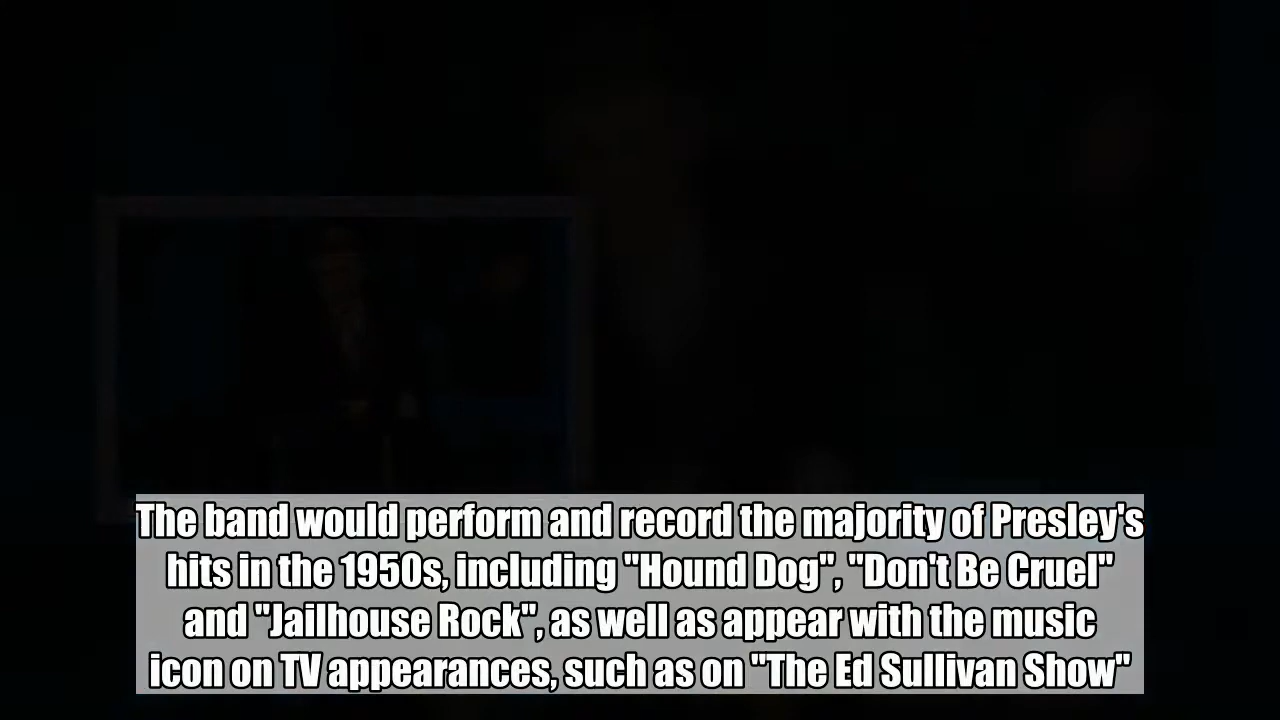 The band would perform and record the majority of Presley's
hits in the 1950s, including "Hound Dog", "Don't Be Cruel"
and "Jailhouse Rock", as well as appear with the music
icon on TV appearances, such as on "The Ed Sullivan Show"